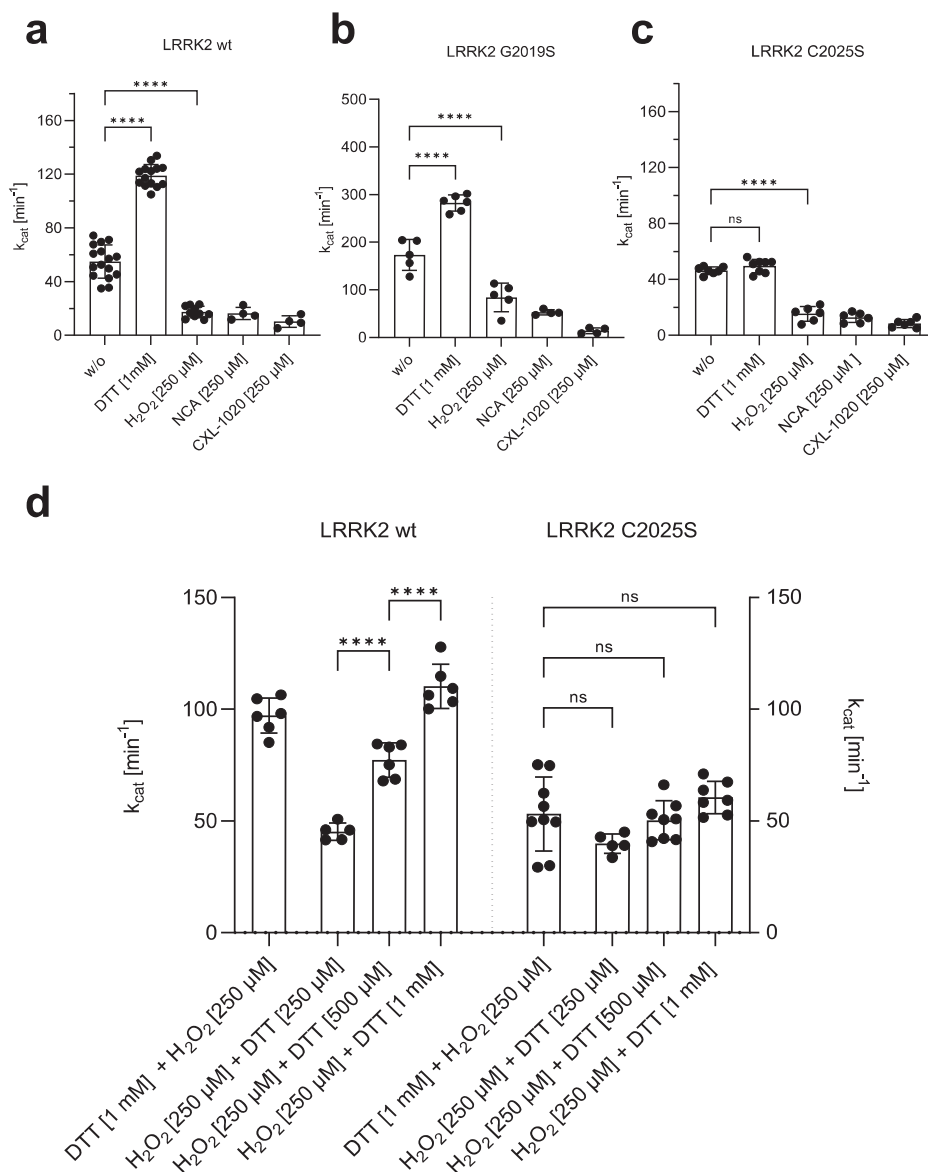 a
LRRK2 wt
k_cat [min⁻¹]
160
120
80
40
0
****
****
w/o
DTT [1mM]
H₂O₂ [250 µM]
NCA [250 µM]
CXL-1020 [250 µM]
b
LRRK2 G2019S
k_cat [min⁻¹]
500
400
300
200
100
0
****
****
w/o
DTT [1 mM]
H₂O₂ [250 µM]
NCA [250 µM]
CXL-1020 [250 µM]
c
LRRK2 C2025S
k_cat [min⁻¹]
160
120
80
40
0
****
ns
w/o
DTT [1 mM]
H₂O₂ [250 µM]
NCA [250 µM ]
CXL-1020 [250 µM]
d
LRRK2 wt
LRRK2 C2025S
k_cat [min⁻¹]
150
100
50
0
****
****
ns
ns
ns
150
100
50
0
k_cat [min⁻¹]
DTT [1 mM] + H₂O₂ [250 µM]
H₂O₂ [250 µM] + DTT [250 µM]
H₂O₂ [250 µM] + DTT [500 µM]
H₂O₂ [250 µM] + DTT [1 mM]
DTT [1 mM] + H₂O₂ [250 µM]
H₂O₂ [250 µM] + DTT [250 µM]
H₂O₂ [250 µM] + DTT [500 µM]
H₂O₂ [250 µM] + DTT [1 mM]